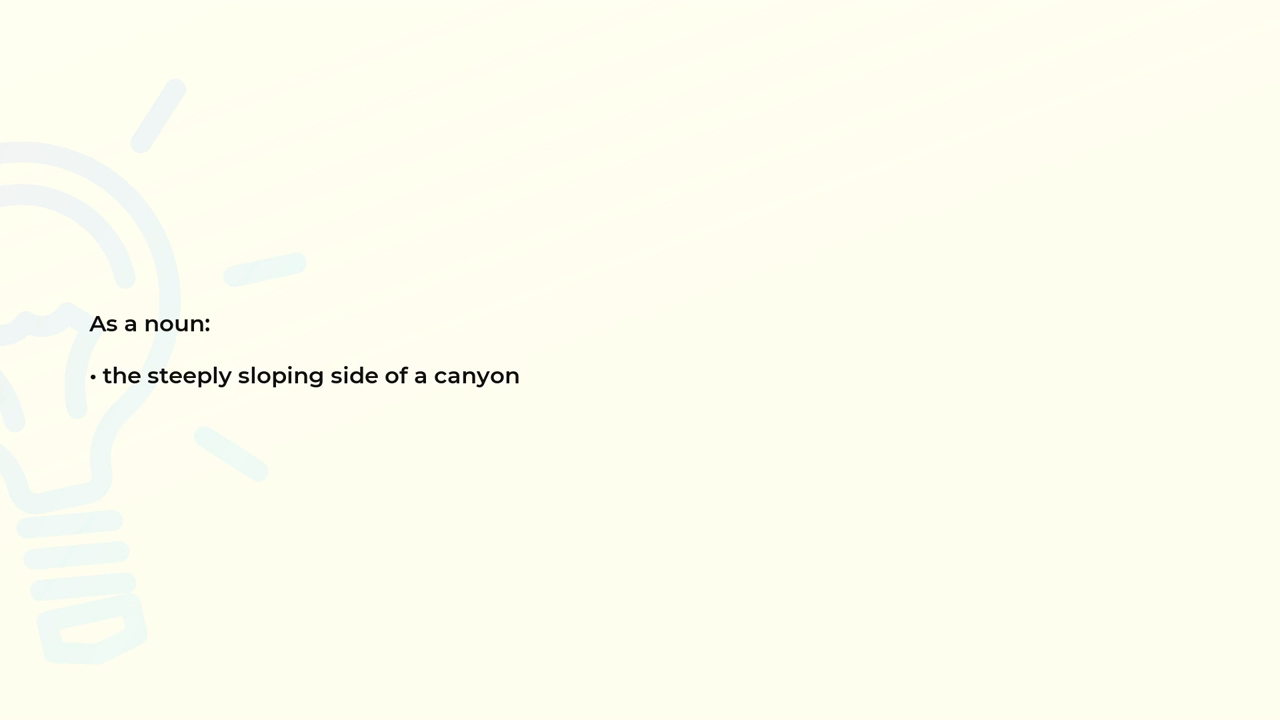 As a noun:
• the steeply sloping side of a canyon